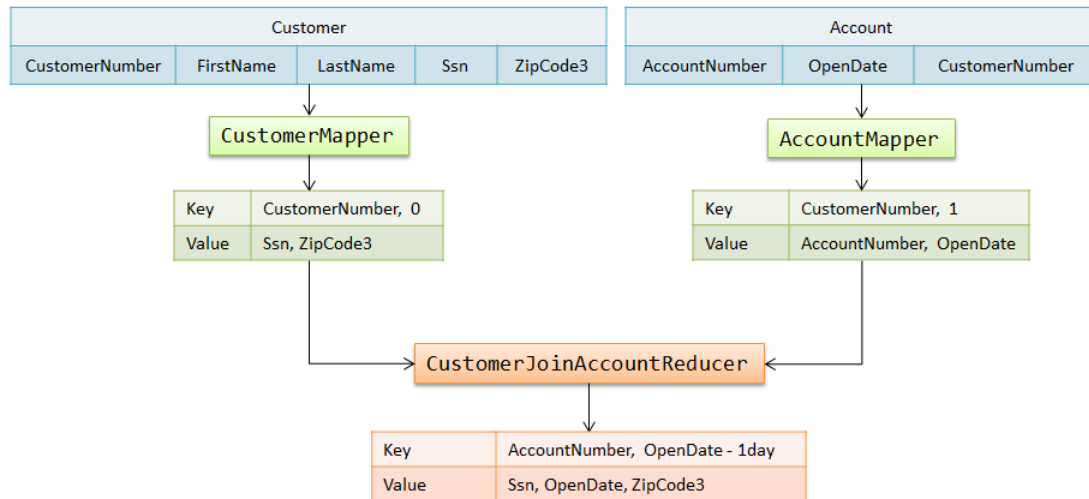 Customer
CustomerNumber FirstName LastName Ssn ZipCode3
Account
AccountNumber OpenDate CustomerNumber
CustomerMapper
AccountMapper
Key CustomerNumber, 0
Value Ssn, ZipCode3
Key CustomerNumber, 1
Value AccountNumber, OpenDate
CustomerJoinAccountReducer
Key AccountNumber, OpenDate - 1day
Value Ssn, OpenDate, ZipCode3